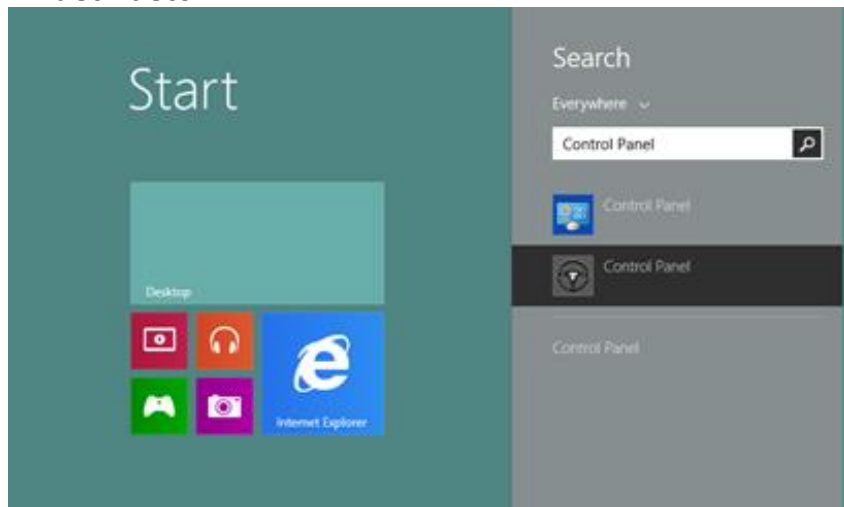 Start
Desktop
Internet Explorer
Search
Everywhere
Control Panel
Control Panel
Control Panel
Control Panel